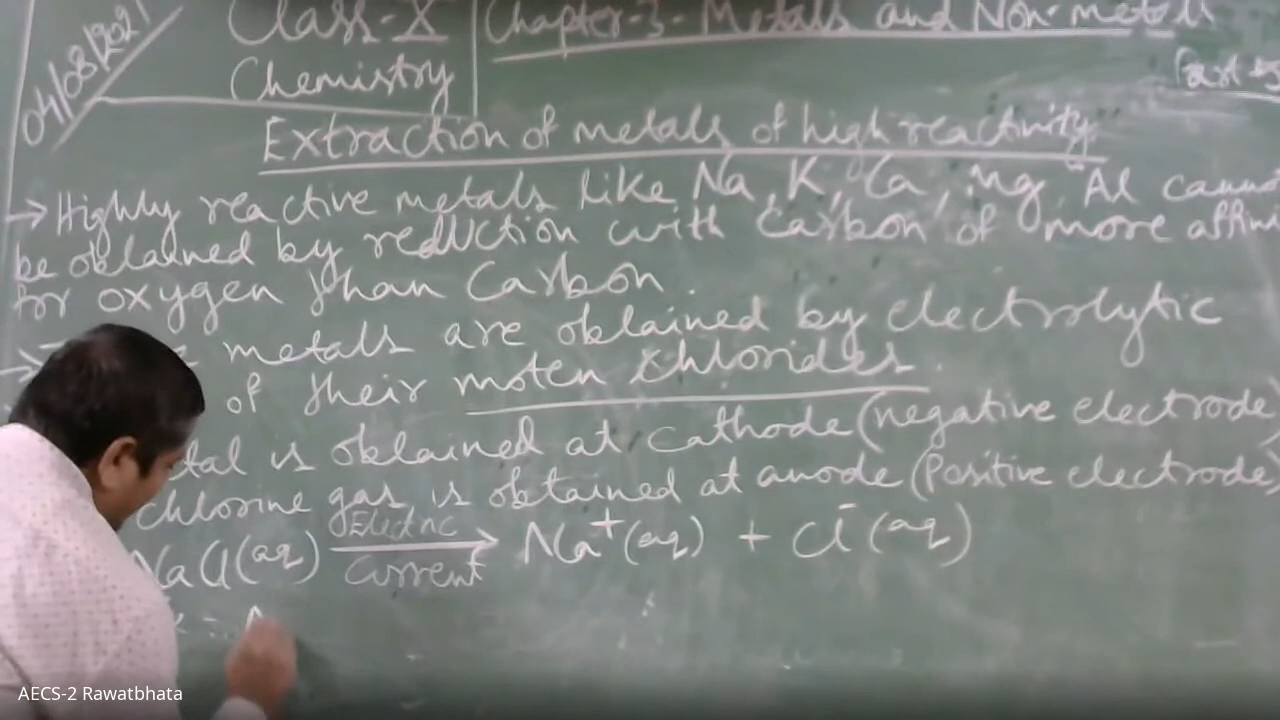 04/08/2021
Class-X
Chemistry
Chapter-3- Metals and Non-metals
Part-
Extraction of metals of high reactivity
→ Highly reactive metals like Na, K, Ca, Mg, Al cannot
be obtained by reduction with Carbon of more affin
for oxygen than Carbon.
→ metals are obtained by electrolytic
of their moten chlorides.
tal is obtained at cathode (negative electrode)
chlorine gas is obtained at anode (Positive electrode)
NaCl(aq) Electric Current → Na+(aq) + Cl-(aq)
AECS-2 Rawatbhata